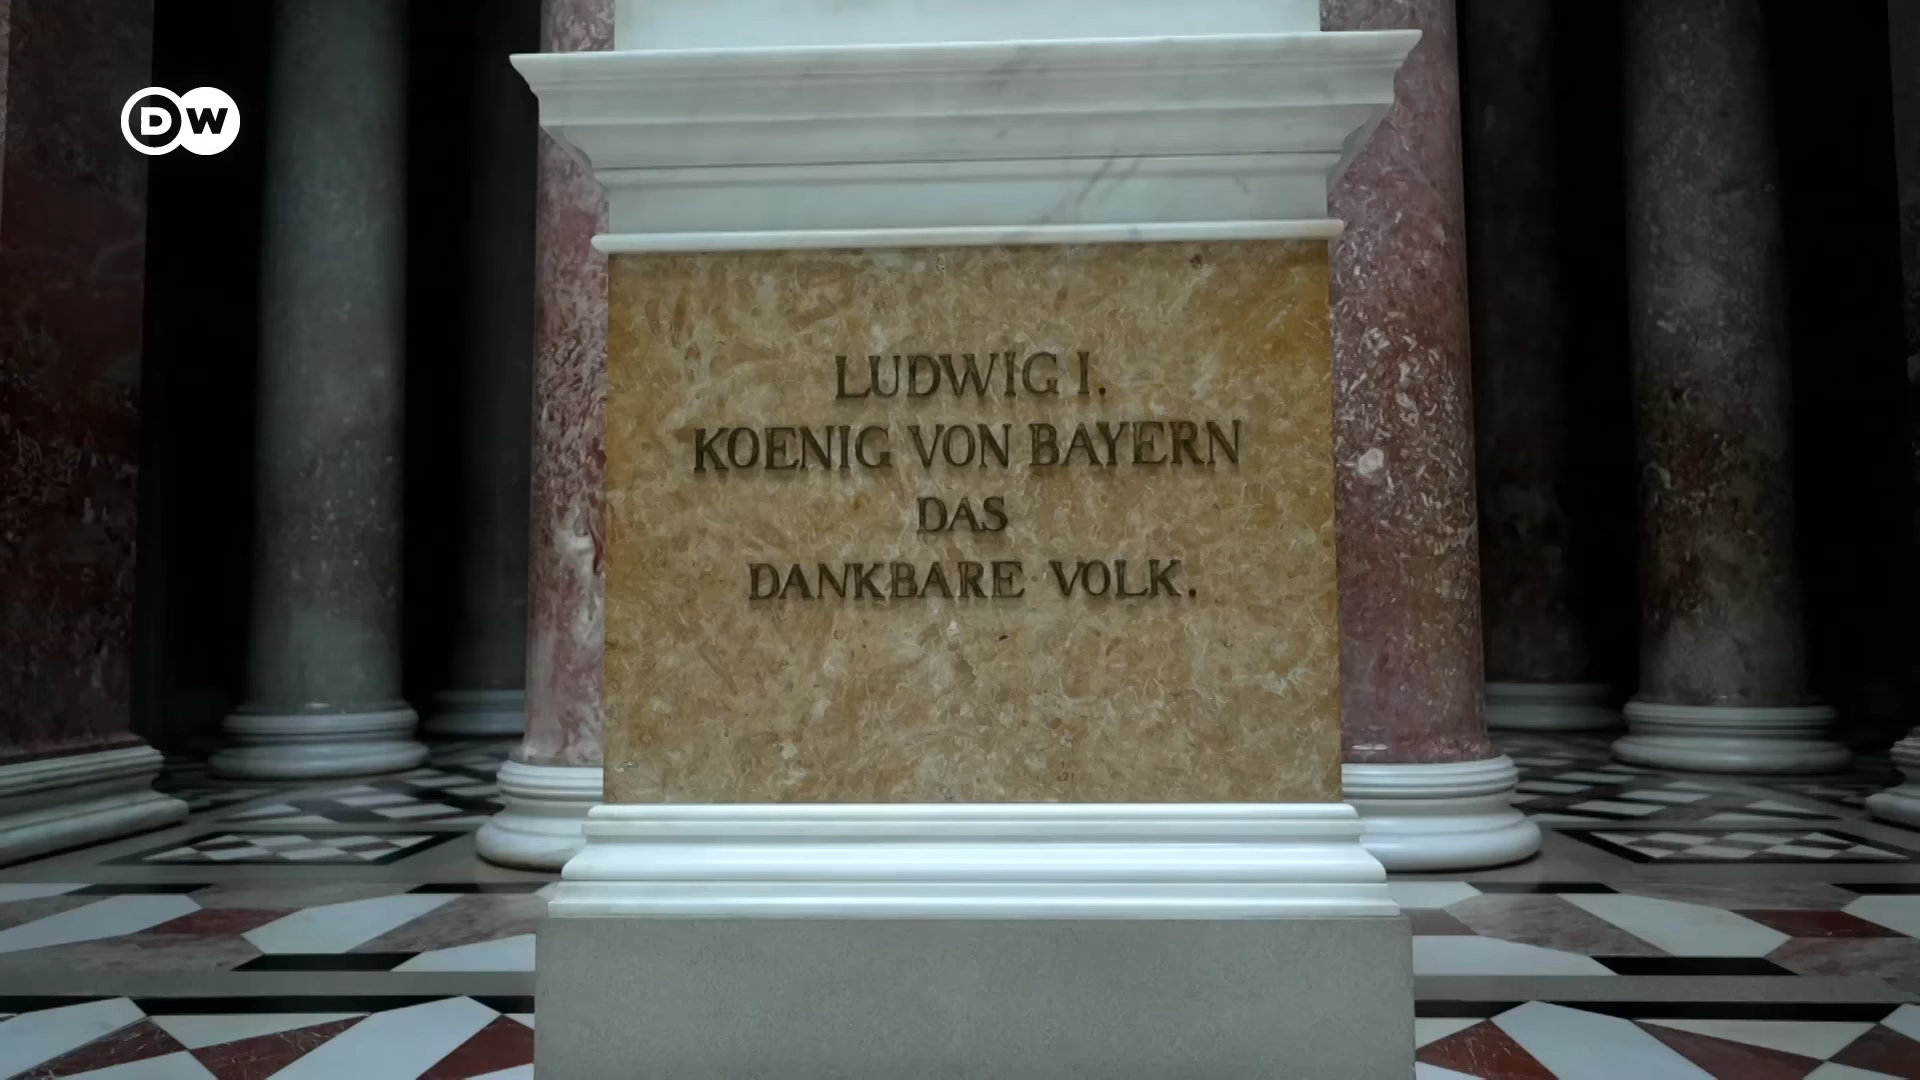 DW
LUDWIG I.
KOENIG VON BAYERN
DAS
DANKBARE VOLK.